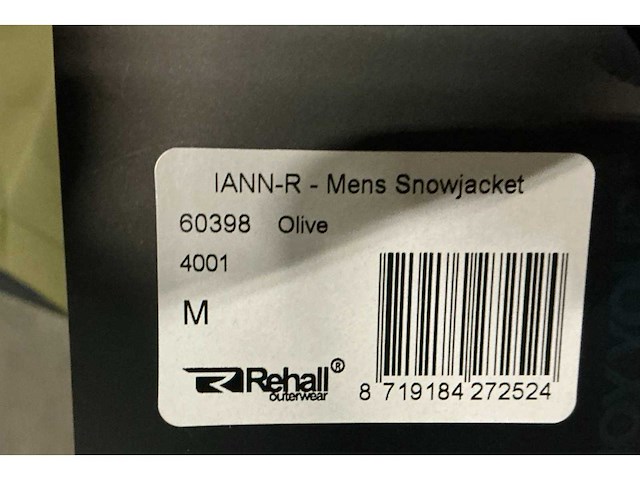 IANN-R - Mens Snowjacket
60398 Olive
4001
M
Rehall®
outerwear
8 719184 272524